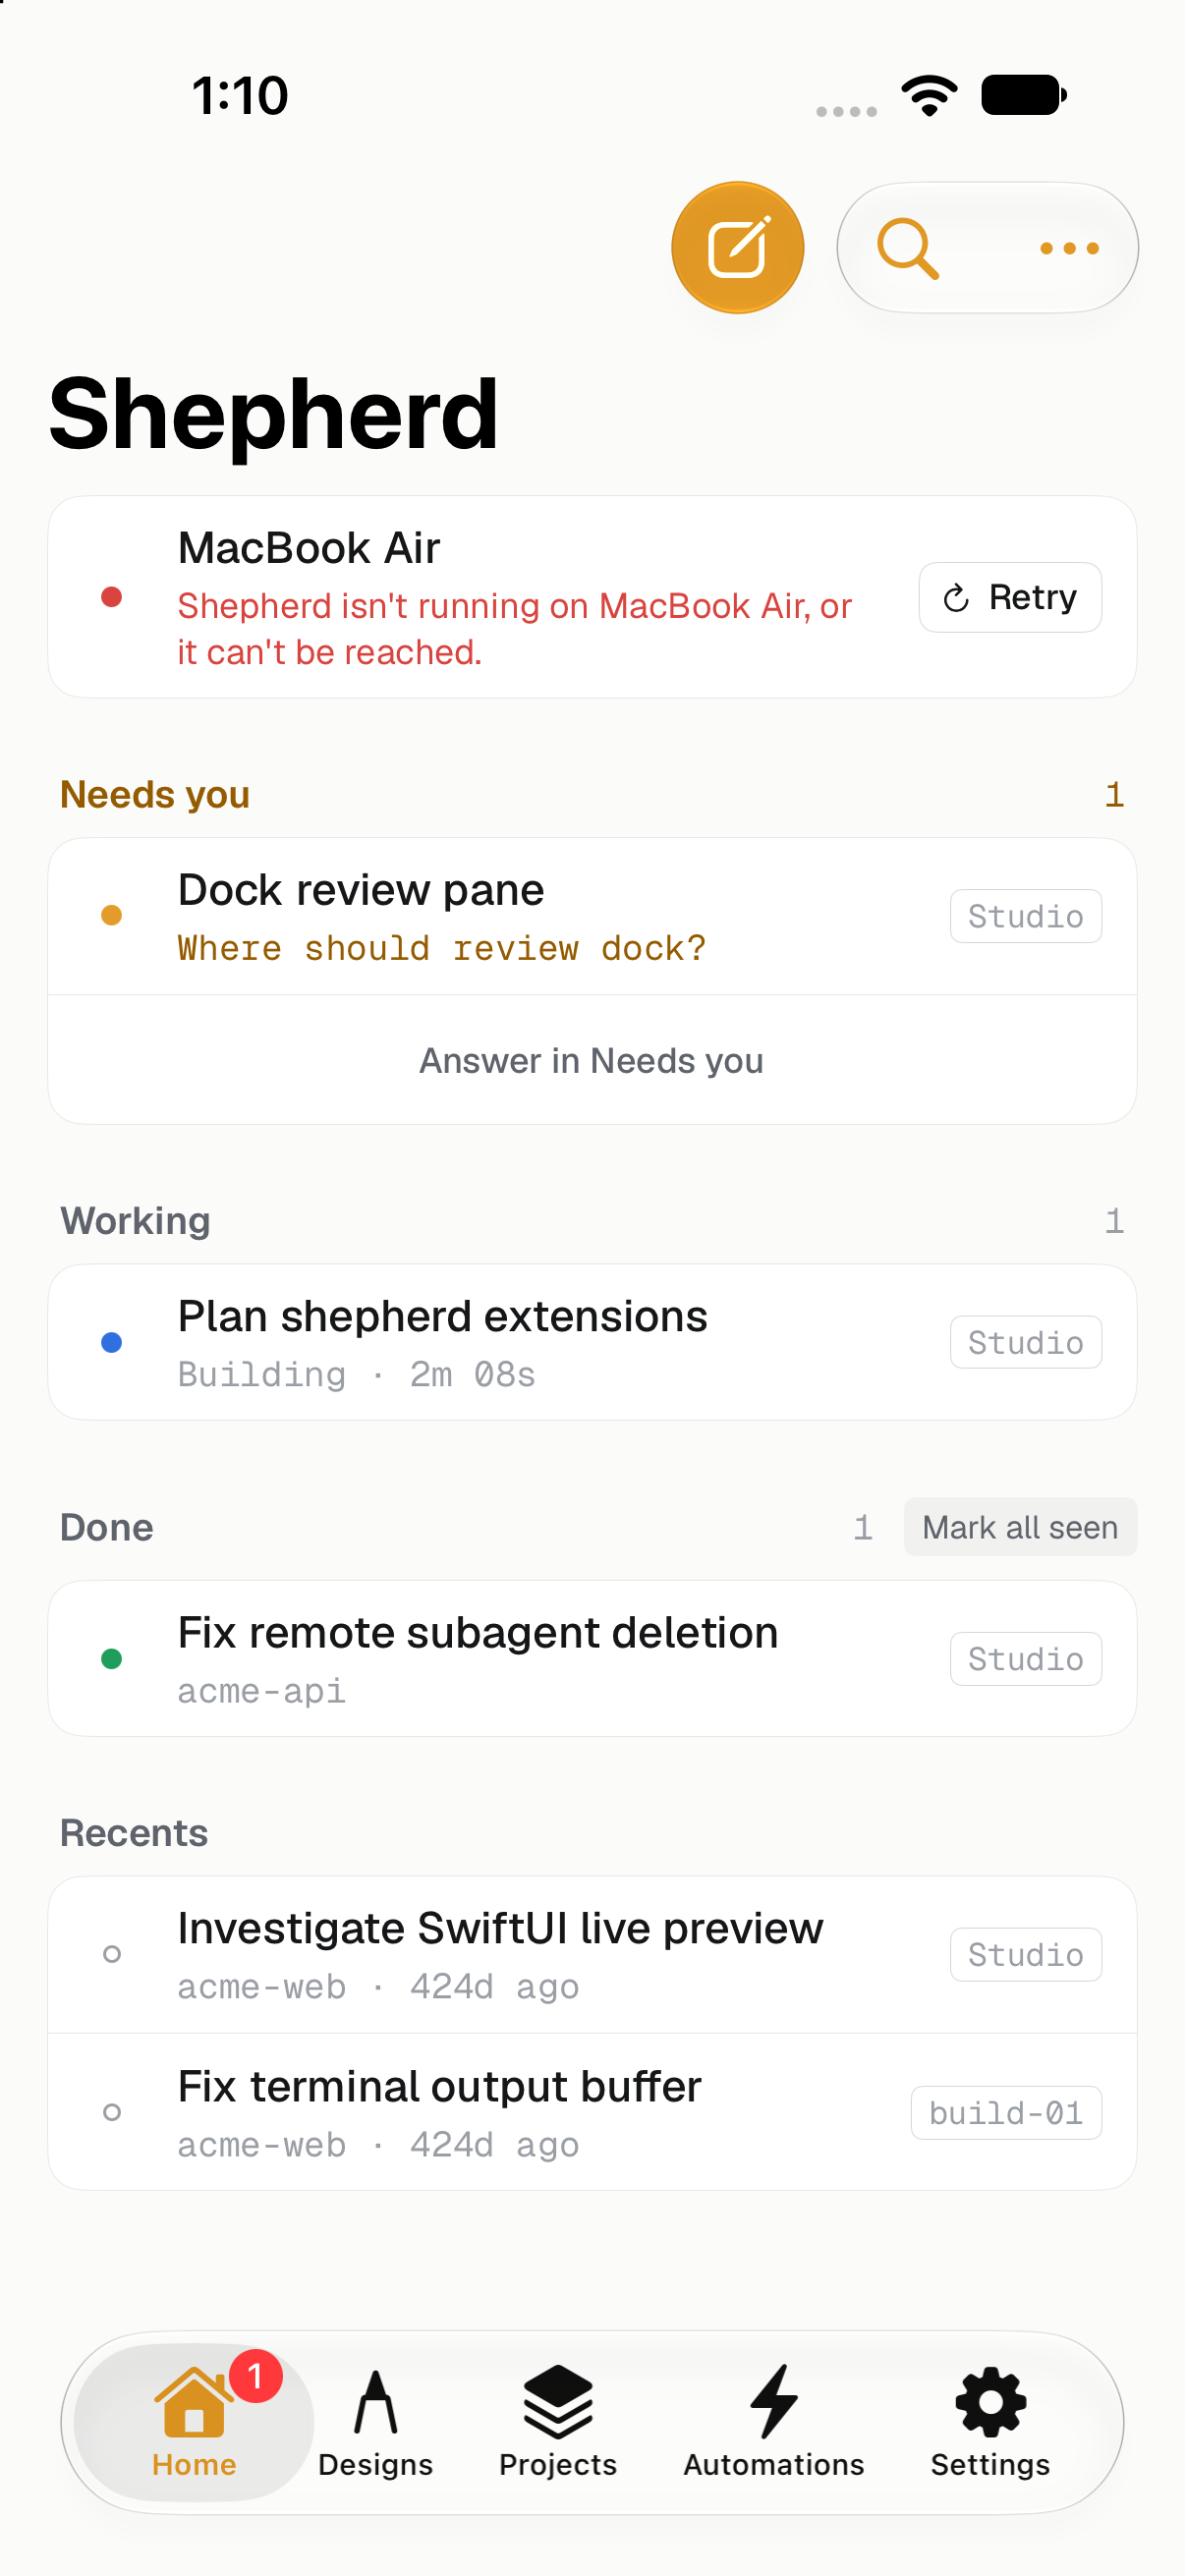 1:10
Shepherd
MacBook Air
Shepherd isn't running on MacBook Air, or
it can't be reached.
Retry
Needs you 1
Dock review pane
Where should review dock?
Studio
Answer in Needs you
Working 1
Plan shepherd extensions
Building · 2m 08s
Studio
Done 1 Mark all seen
Fix remote subagent deletion
acme-api
Studio
Recents
Investigate SwiftUI live preview
acme-web · 424d ago
Studio
Fix terminal output buffer
acme-web · 424d ago
build-01
1
Home Designs Projects Automations Settings